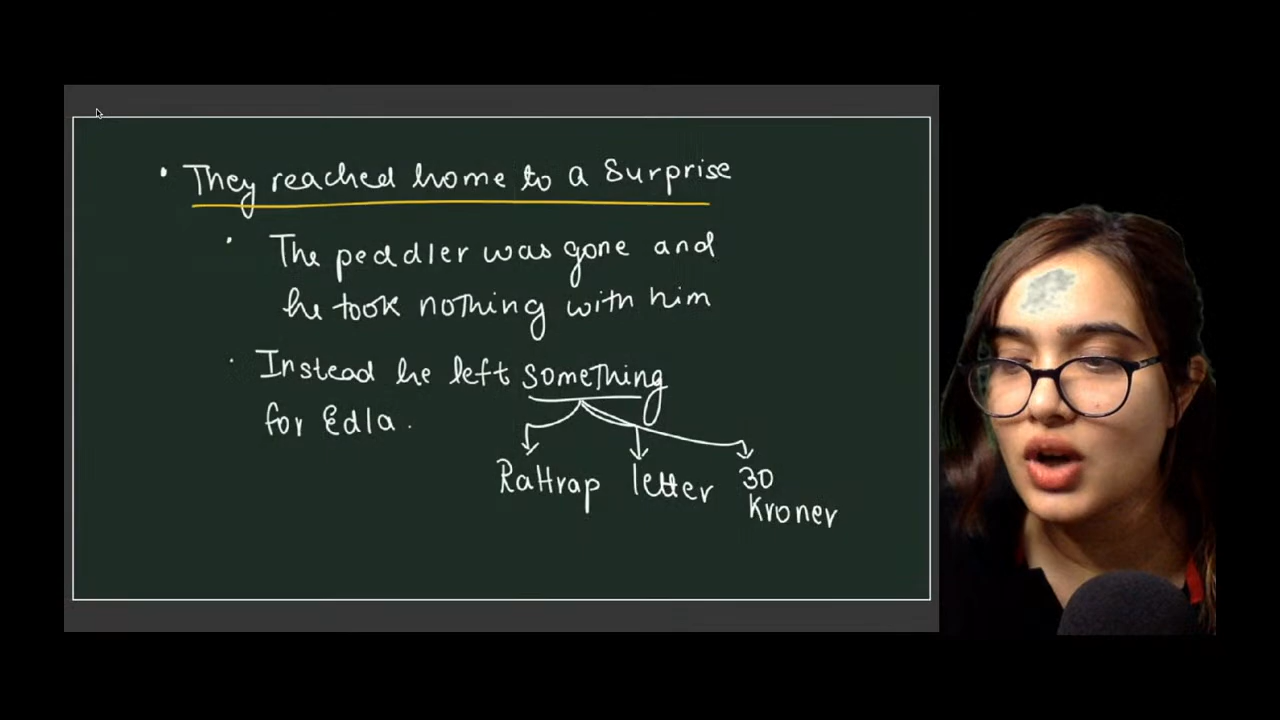 • They reached home to a Surprise
• The peddler was gone and
he took nothing with him
• Instead he left something
for Edla.
Rattrap letter 30
Kroner